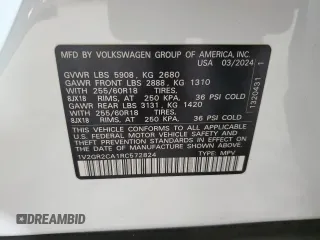 MFD. BY VOLKSWAGEN GROUP OF AMERICA, INC.
USA 03/2024
GVWR LBS 5908, KG 2680
GAWR FRONT LBS 2888, KG 1310
WITH 255/60R18 TIRES,
8JX18 RIMS, AT 250 KPA, 36 PSI COLD
GAWR REAR LBS 3131, KG 1420
WITH 255/60R18 TIRES,
8JX18 RIMS, AT 250 KPA, 36 PSI COLD
THIS VEHICLE CONFORMS TO ALL APPLICABLE
U.S. FEDERAL MOTOR VEHICLE SAFETY AND
THEFT PREVENTION STANDARDS IN EFFECT ON
THE DATE OF MANUFACTURE SHOWN ABOVE.
1V2GR2CA1RC572824 TYPE: MPV
1320431 1